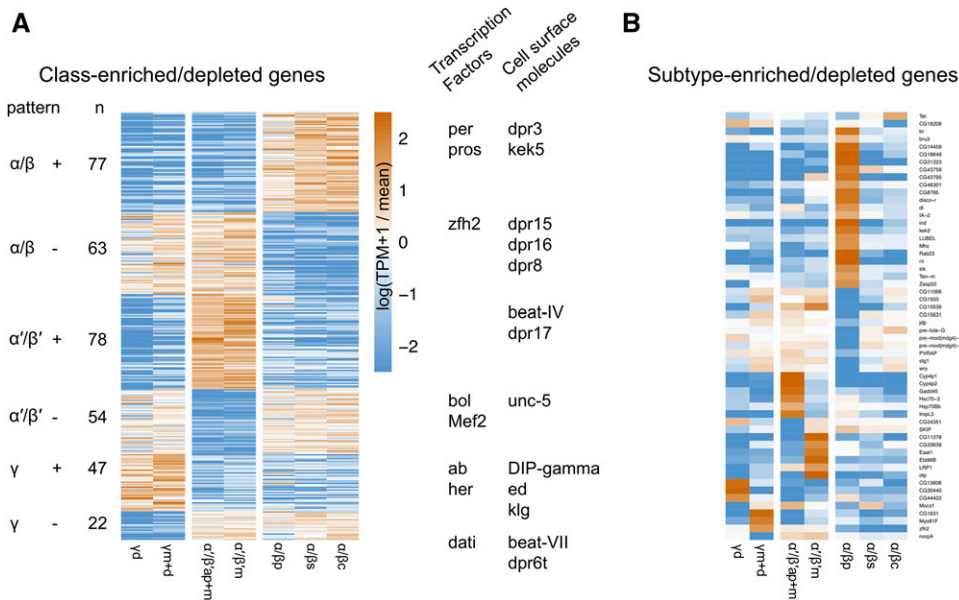 A
B
Class-enriched/depleted genes
Transcription Factors
Cell surface molecules
Subtype-enriched/depleted genes
pattern n
α/β + 77
α/β - 63
α′/β′ + 78
α′/β′ - 54
γ + 47
γ - 22
γd
γm+d
α′/β′ap+m
α′/β′m
α/βp
α/βs
α/βc
2
1
0
−1
−2
log(TPM+1 / mean)
per dpr3
pros kek5
zfh2 dpr15
dpr16
dpr8
beat-IV
dpr17
bol unc-5
Mef2
ab DIP-gamma
her ed
klg
dati beat-VII
dpr6t
Tet
CG16208
br
bru3
CG14459
CG18649
CG31323
CG43759
CG43795
CG46301
CG8785
disco-r
dl
IA-2
ind
kek2
LUBEL
Mhc
Rab23
rn
sls
Ten-m
Zasp52
CG11566
CG1503
CG15539
CG15631
jdp
pre-lola-G
pre-mod(mdg4)-
pre-mod(mdg4)-
PVRAP
stg1
wry
Cyp4p1
Cyp4p2
Gadd45
Hsc70-3
Hsp70Bb
ImpL3
CG34351
SKIP
CG11378
CG33639
Eaat1
Ets96B
LRP1
otp
CG13606
CG30440
CG44422
Mocs1
CG1631
Myo81F
zfh2
norpA
γd
γm+d
α′/β′ap+m
α′/β′m
α/βp
α/βs
α/βc